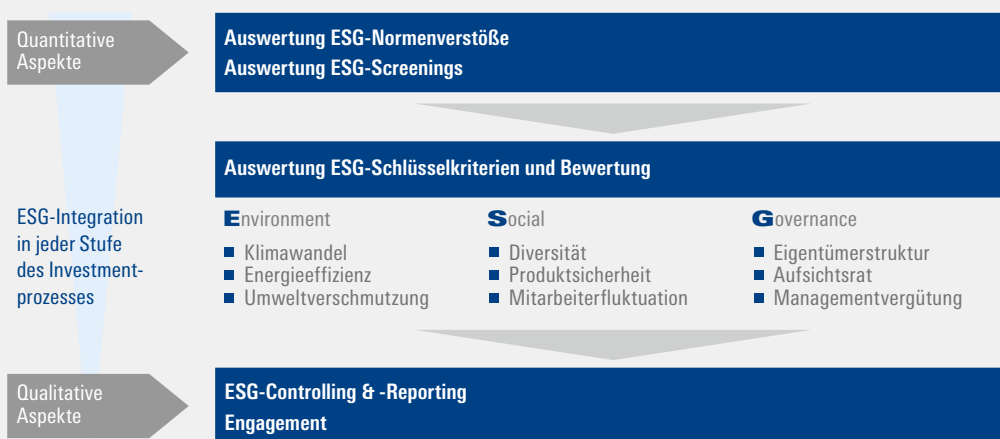 Quantitative
Aspekte
Auswertung ESG-Normenverstöße
Auswertung ESG-Screenings
Auswertung ESG-Schlüsselkriterien und Bewertung
ESG-Integration
in jeder Stufe
des Investment-
prozesses
Environment
Klimawandel
Energieeffizienz
Umweltverschmutzung
Social
Diversität
Produktsicherheit
Mitarbeiterfluktuation
Governance
Eigentümerstruktur
Aufsichtsrat
Managementvergütung
Qualitative
Aspekte
ESG-Controlling & -Reporting
Engagement